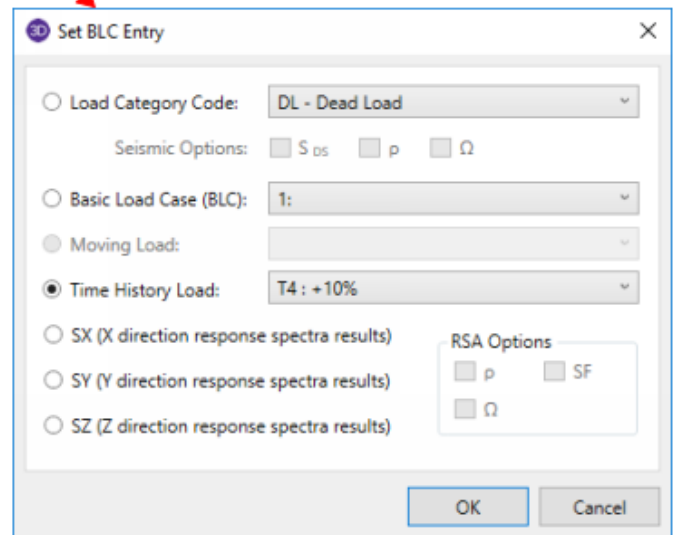 3D Set BLC Entry
Load Category Code: DL - Dead Load
Seismic Options: S DS ρ Ω
Basic Load Case (BLC): 1:
Moving Load:
Time History Load: T4 : +10%
SX (X direction response spectra results)
RSA Options
ρ SF
SY (Y direction response spectra results)
Ω
SZ (Z direction response spectra results)
OK Cancel